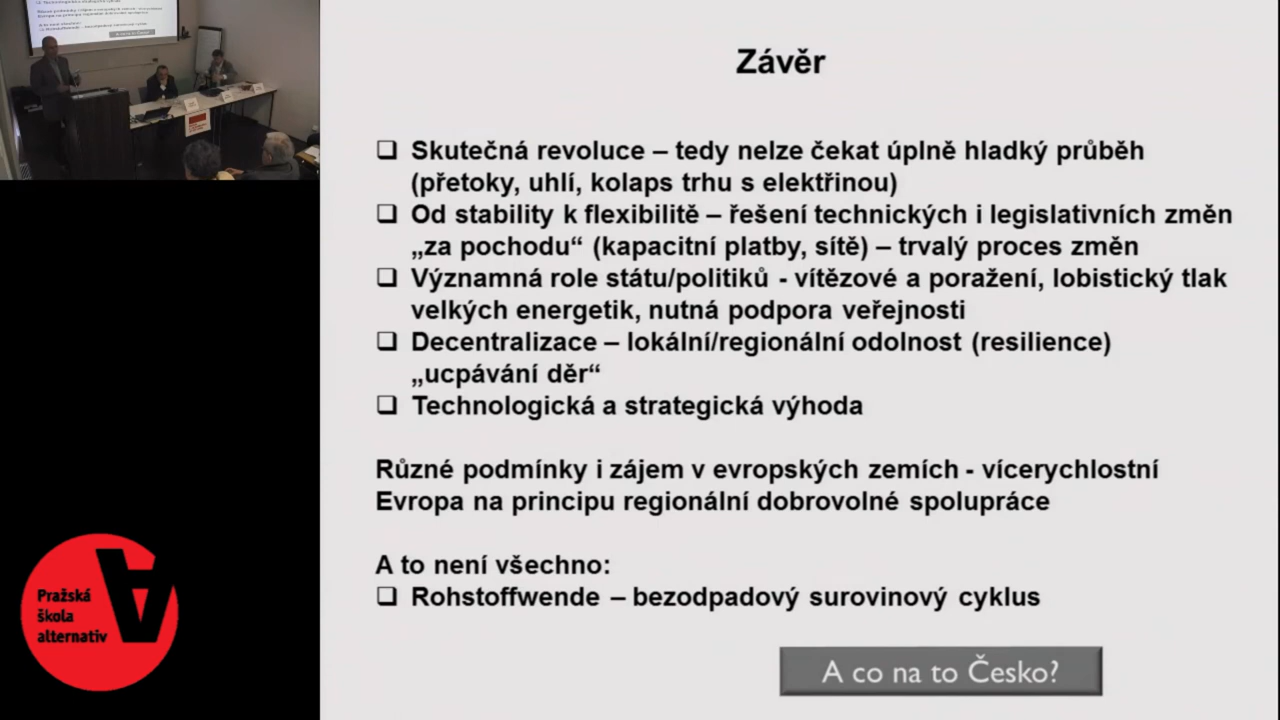 Závěr
❑ Skutečná revoluce – tedy nelze čekat úplně hladký průběh
(přetoky, uhlí, kolaps trhu s elektřinou)
❑ Od stability k flexibilitě – řešení technických i legislativních změn
„za pochodu“ (kapacitní platby, sítě) – trvalý proces změn
❑ Významná role státu/politiků - vítězové a poražení, lobistický tlak
velkých energetik, nutná podpora veřejnosti
❑ Decentralizace – lokální/regionální odolnost (resilience)
„ucpávání děr“
❑ Technologická a strategická výhoda
Různé podmínky i zájem v evropských zemích - vícerychlostní
Evropa na principu regionální dobrovolné spolupráce
A to není všechno:
❑ Rohstoffwende – bezodpadový surovinový cyklus
A co na to Česko?
Pražská
škola
alternativ